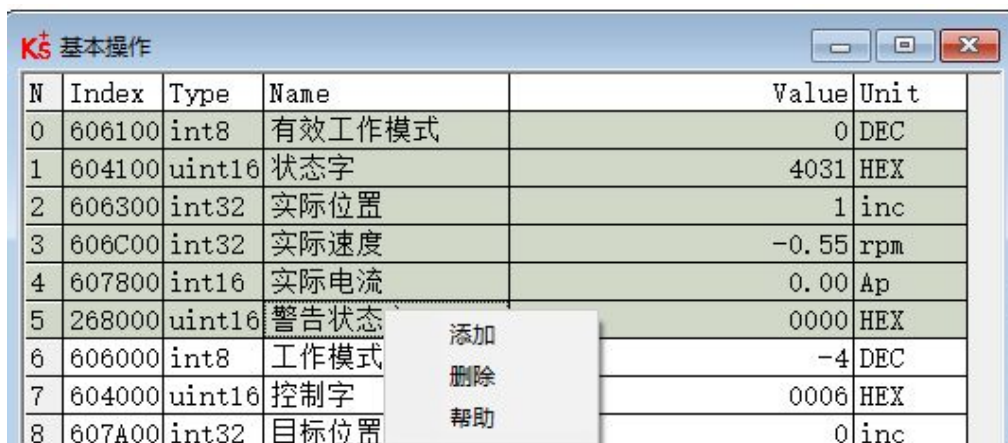 Ks+ 基本操作
N Index Type Name Value Unit
0 606100 int8 有效工作模式 0 DEC
1 604100 uint16 状态字 4031 HEX
2 606300 int32 实际位置 1 inc
3 606C00 int32 实际速度 -0.55 rpm
4 607800 int16 实际电流 0.00 Ap
5 268000 uint16 警告状态 0000 HEX
6 606000 int8 工作模式 -4 DEC
7 604000 uint16 控制字 0006 HEX
8 607A00 int32 目标位置 0 inc
添加
删除
帮助